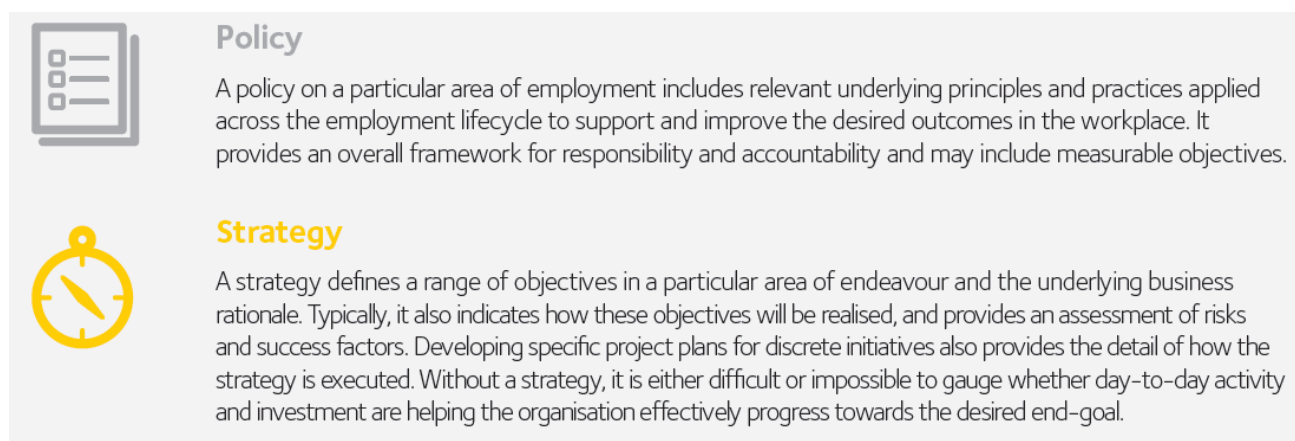 Policy
A policy on a particular area of employment includes relevant underlying principles and practices applied
across the employment lifecycle to support and improve the desired outcomes in the workplace. It
provides an overall framework for responsibility and accountability and may include measurable objectives.
Strategy
A strategy defines a range of objectives in a particular area of endeavour and the underlying business
rationale. Typically, it also indicates how these objectives will be realised, and provides an assessment of risks
and success factors. Developing specific project plans for discrete initiatives also provides the detail of how the
strategy is executed. Without a strategy, it is either difficult or impossible to gauge whether day-to-day activity
and investment are helping the organisation effectively progress towards the desired end-goal.